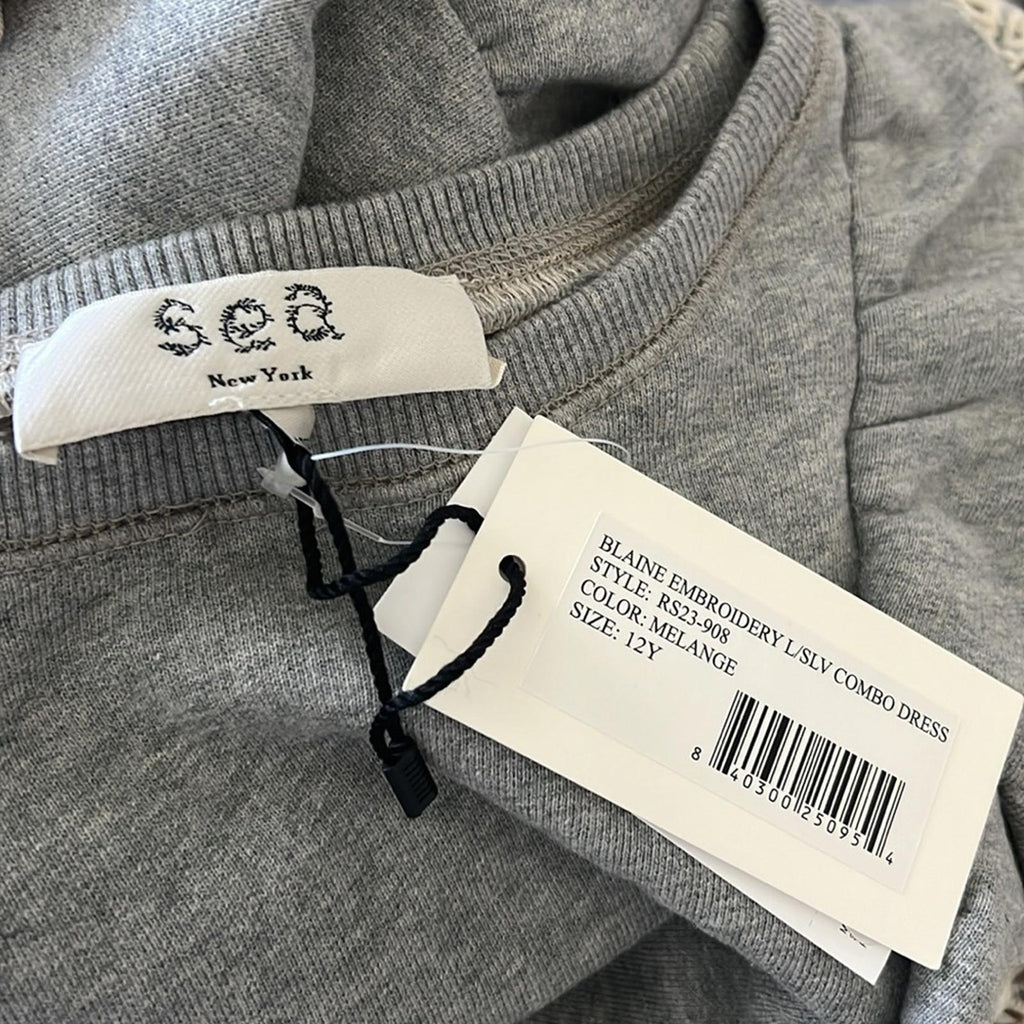 sea
New York
BLAINE EMBROIDERY L/SLV COMBO DRESS
STYLE: RS23-908
COLOR: MELANGE
SIZE: 12Y
8 40300 25095 4